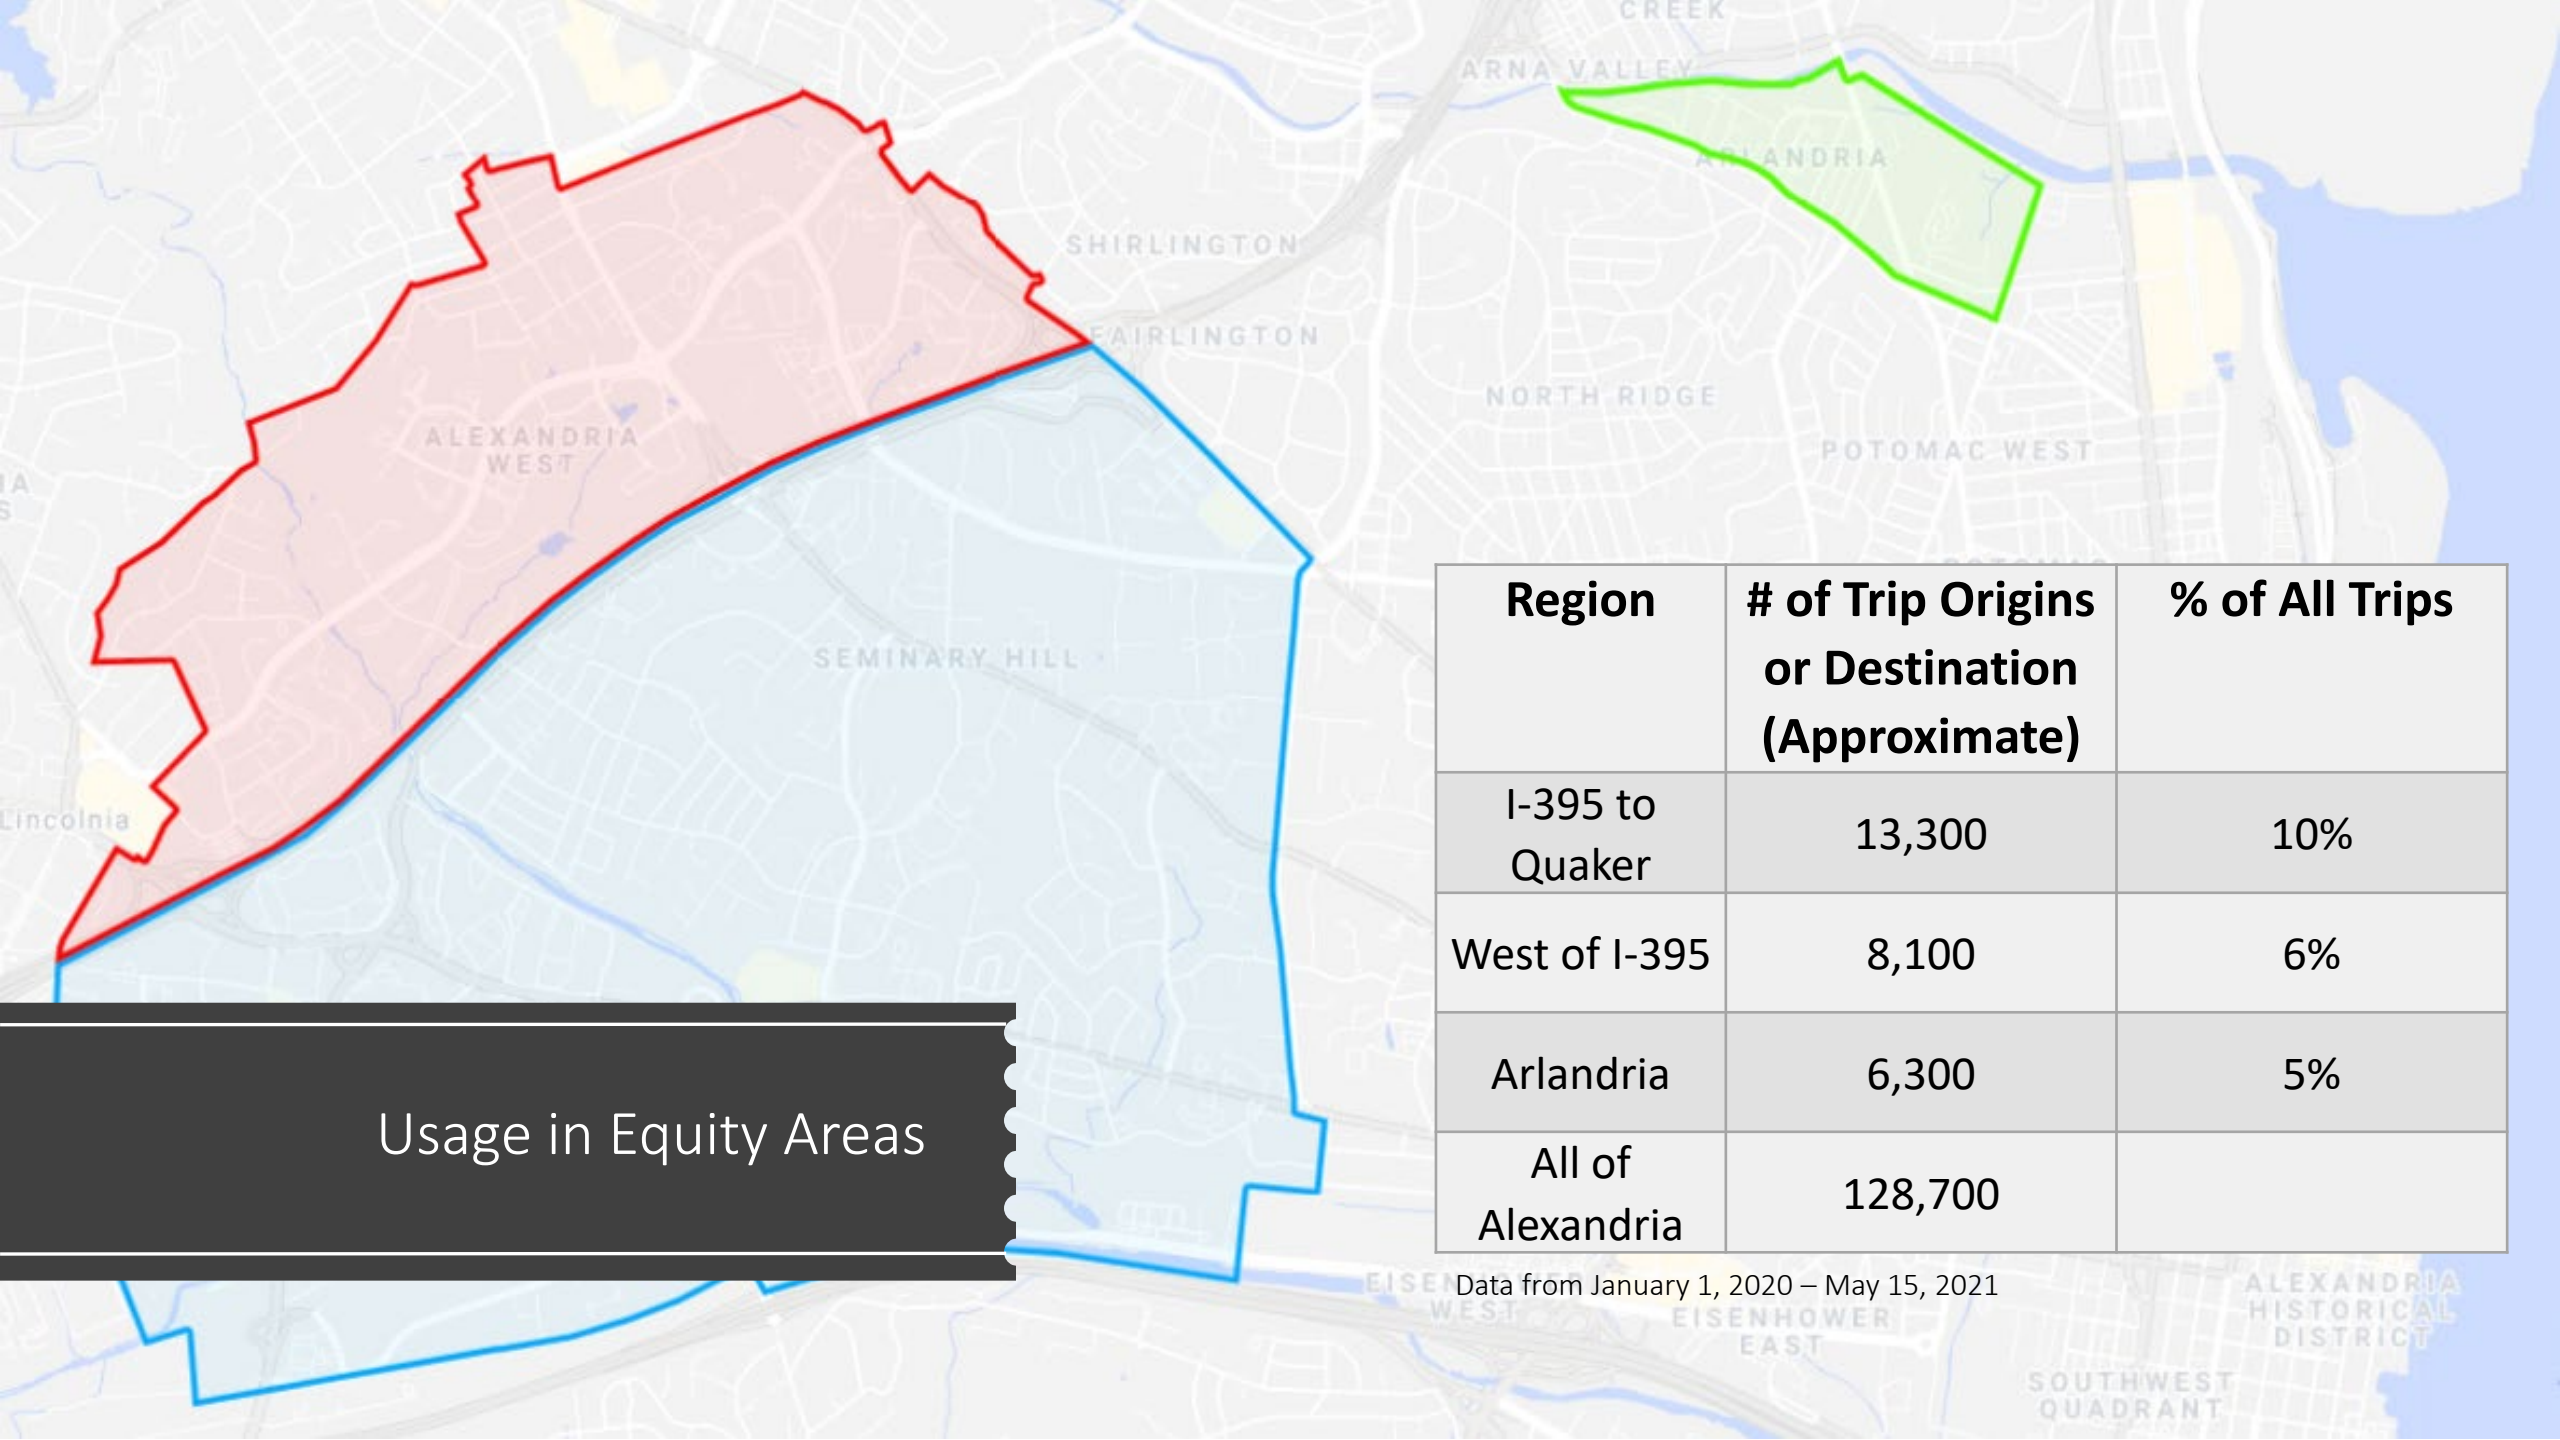 CREEK
ARNA VALLEY
ARLANDRIA
SHIRLINGTON
FAIRLINGTON
NORTH RIDGE
ALEXANDRIA
WEST
POTOMAC WEST
SEMINARY HILL
Lincolnia
Region
# of Trip Origins
or Destination
(Approximate)
% of All Trips
I-395 to
Quaker
13,300
10%
West of I-395
8,100
6%
Arlandria
6,300
5%
All of
Alexandria
128,700
Usage in Equity Areas
Data from January 1, 2020 – May 15, 2021
WEST
EISENHOWER
EAST
ALEXANDRIA
HISTORICAL
DISTRICT
SOUTHWEST
QUADRANT